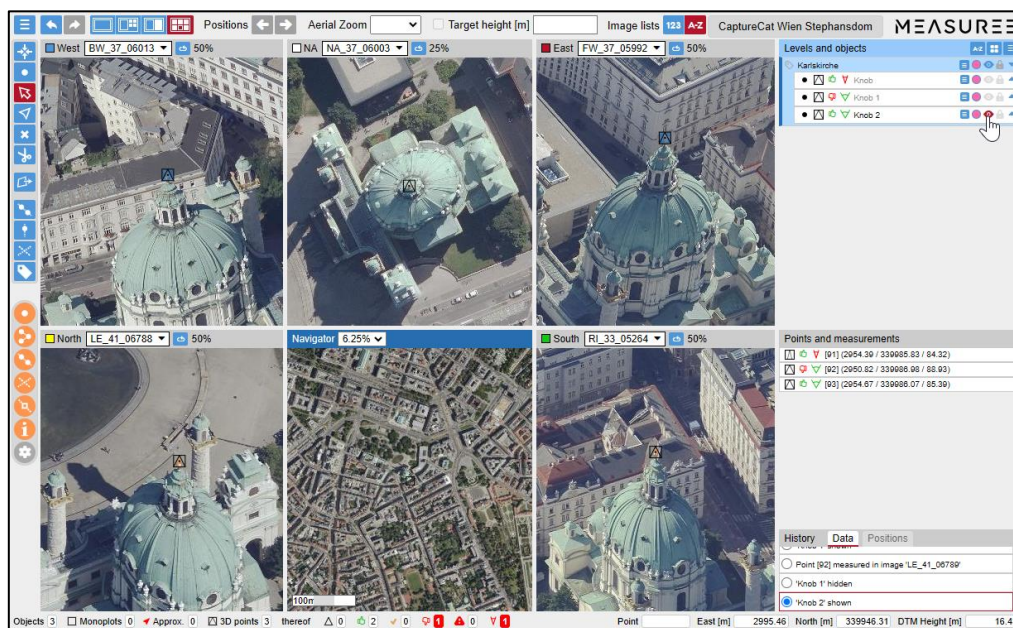 Positions Aerial Zoom Target height [m] Image lists 123 A-Z CaptureCat Wien Stephansdom MEASUREE
West BW_37_06013 50%
NA NA_37_06003 25%
East FW_37_05992 50%
Levels and objects A-Z
Karlskirche
Knob
Knob 1
Knob 2
North LE_41_06788 50%
Navigator 6.25%
South RI_33_05264 50%
Points and measurements
[91] (2954.39 / 339985.83 / 84.32)
[92] (2950.82 / 339986.98 / 88.93)
[93] (2954.67 / 339986.07 / 85.39)
100m
History Data Positions
'Knob 1' shown
Point [92] measured in image 'LE_41_06789'
'Knob 1' hidden
'Knob 2' shown
Objects 3 Monoplots 0 Approx. 0 3D points 3 thereof 0 2 0 1 0 1 Point East [m] 2995.46 North [m] 339946.31 DTM Height [m] 16.4